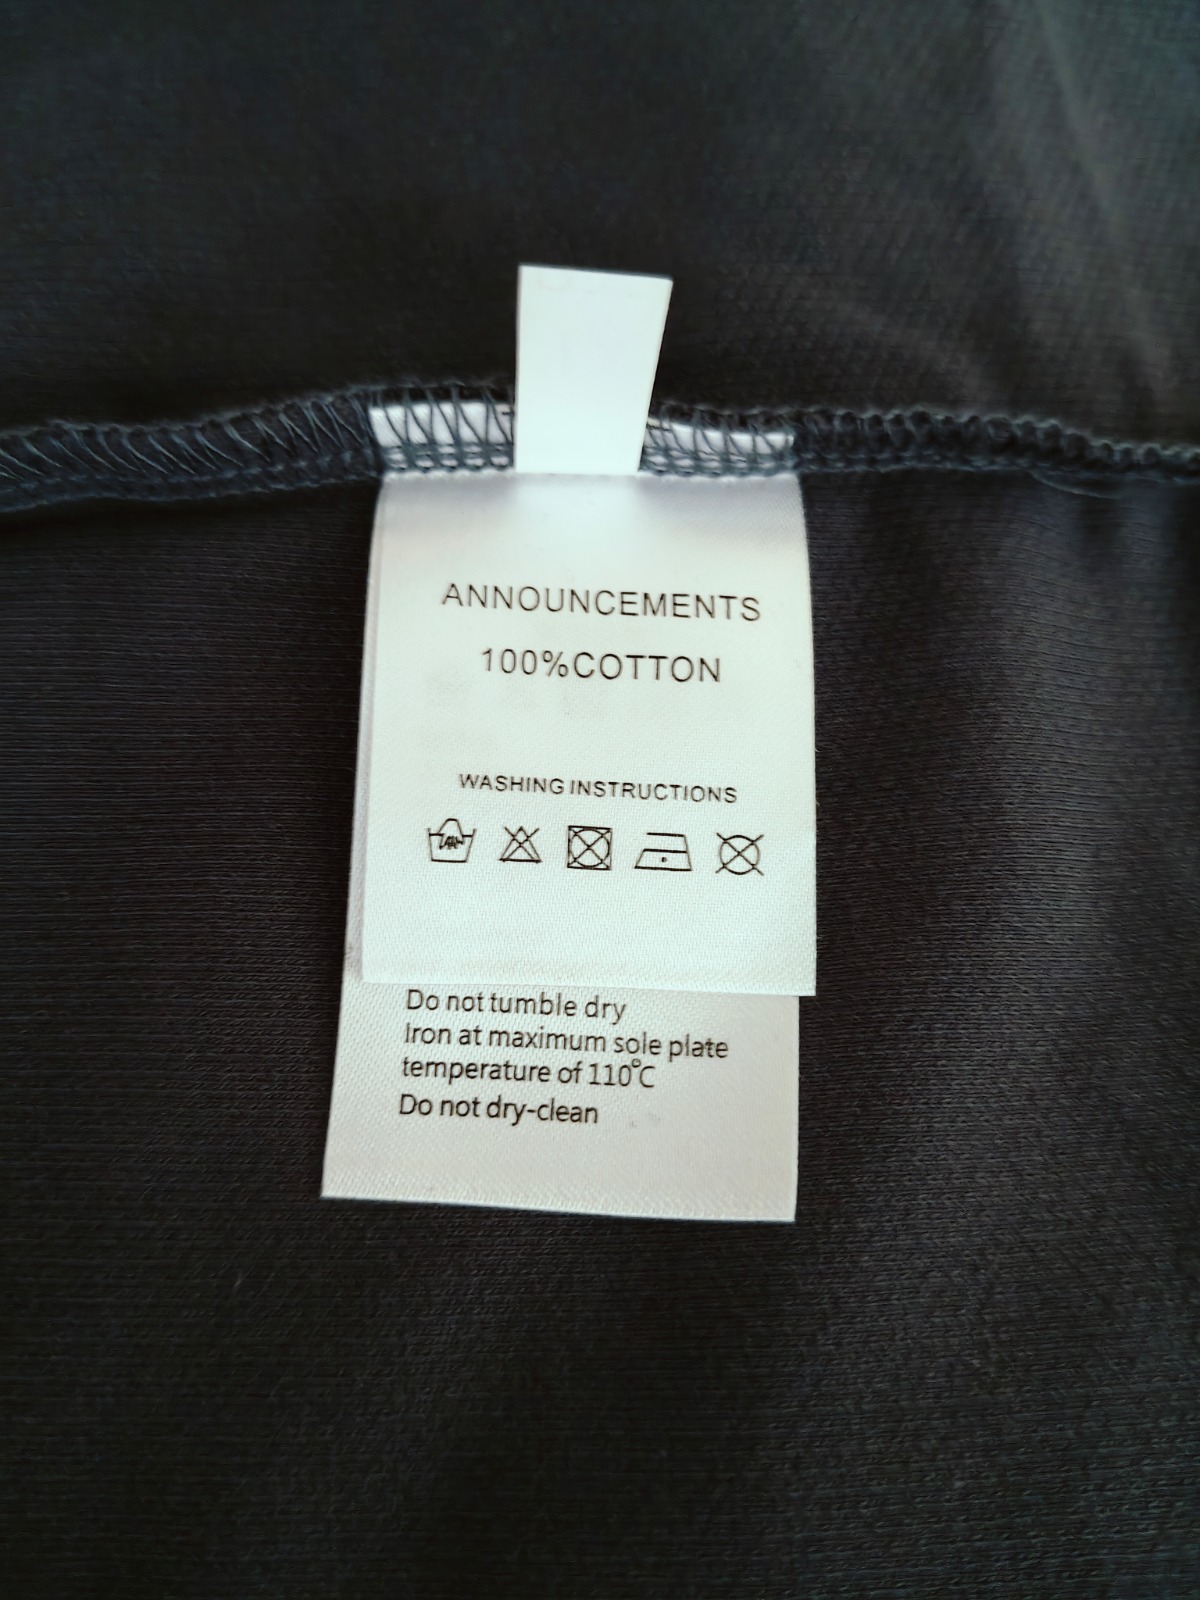 ANNOUNCEMENTS
100%COTTON
WASHING INSTRUCTIONS
Do not tumble dry
Iron at maximum sole plate
temperature of 110°C
Do not dry-clean